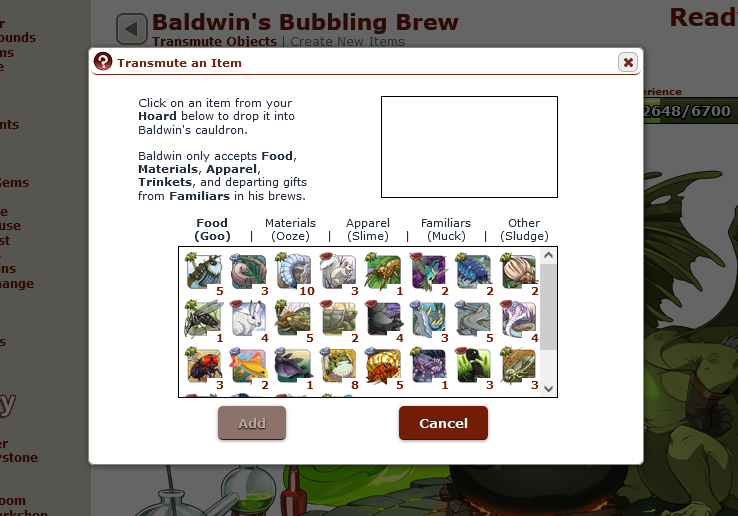 Baldwin's Bubbling Brew
Transmute Objects | Create New Items
Read
Transmute an Item
Click on an item from your
Hoard below to drop it into
Baldwin's cauldron.
Baldwin only accepts Food,
Materials, Apparel,
Trinkets, and departing gifts
from Familiars in his brews.
Food
(Goo) | Materials
(Ooze) | Apparel
(Slime) | Familiars
(Muck) | Other
(Sludge)
5 3 10 3 1 2 2 2
1 4 5 2 4 3 5 4
3 2 1 8 5 1 3 3
Add Cancel
erience
2648/6700
r
ounds
ms
e
nts
ems
e
use
st
s
ins
hange
s
y
er
ystone
oom
orkshop